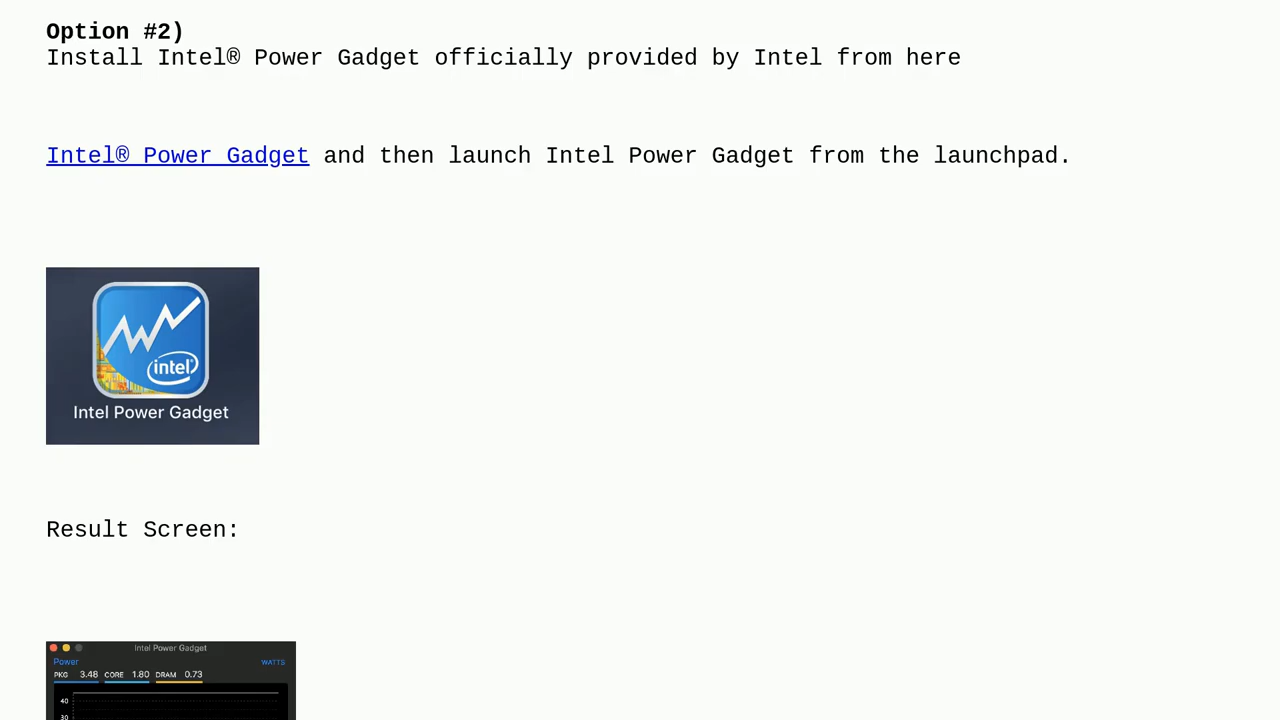 Option #2)
Install Intel® Power Gadget officially provided by Intel from here
Intel® Power Gadget and then launch Intel Power Gadget from the launchpad.
intel®
Intel Power Gadget
Result Screen:
Intel Power Gadget
Power WATTS
PKG 3.48 CORE 1.80 DRAM 0.73
40
30